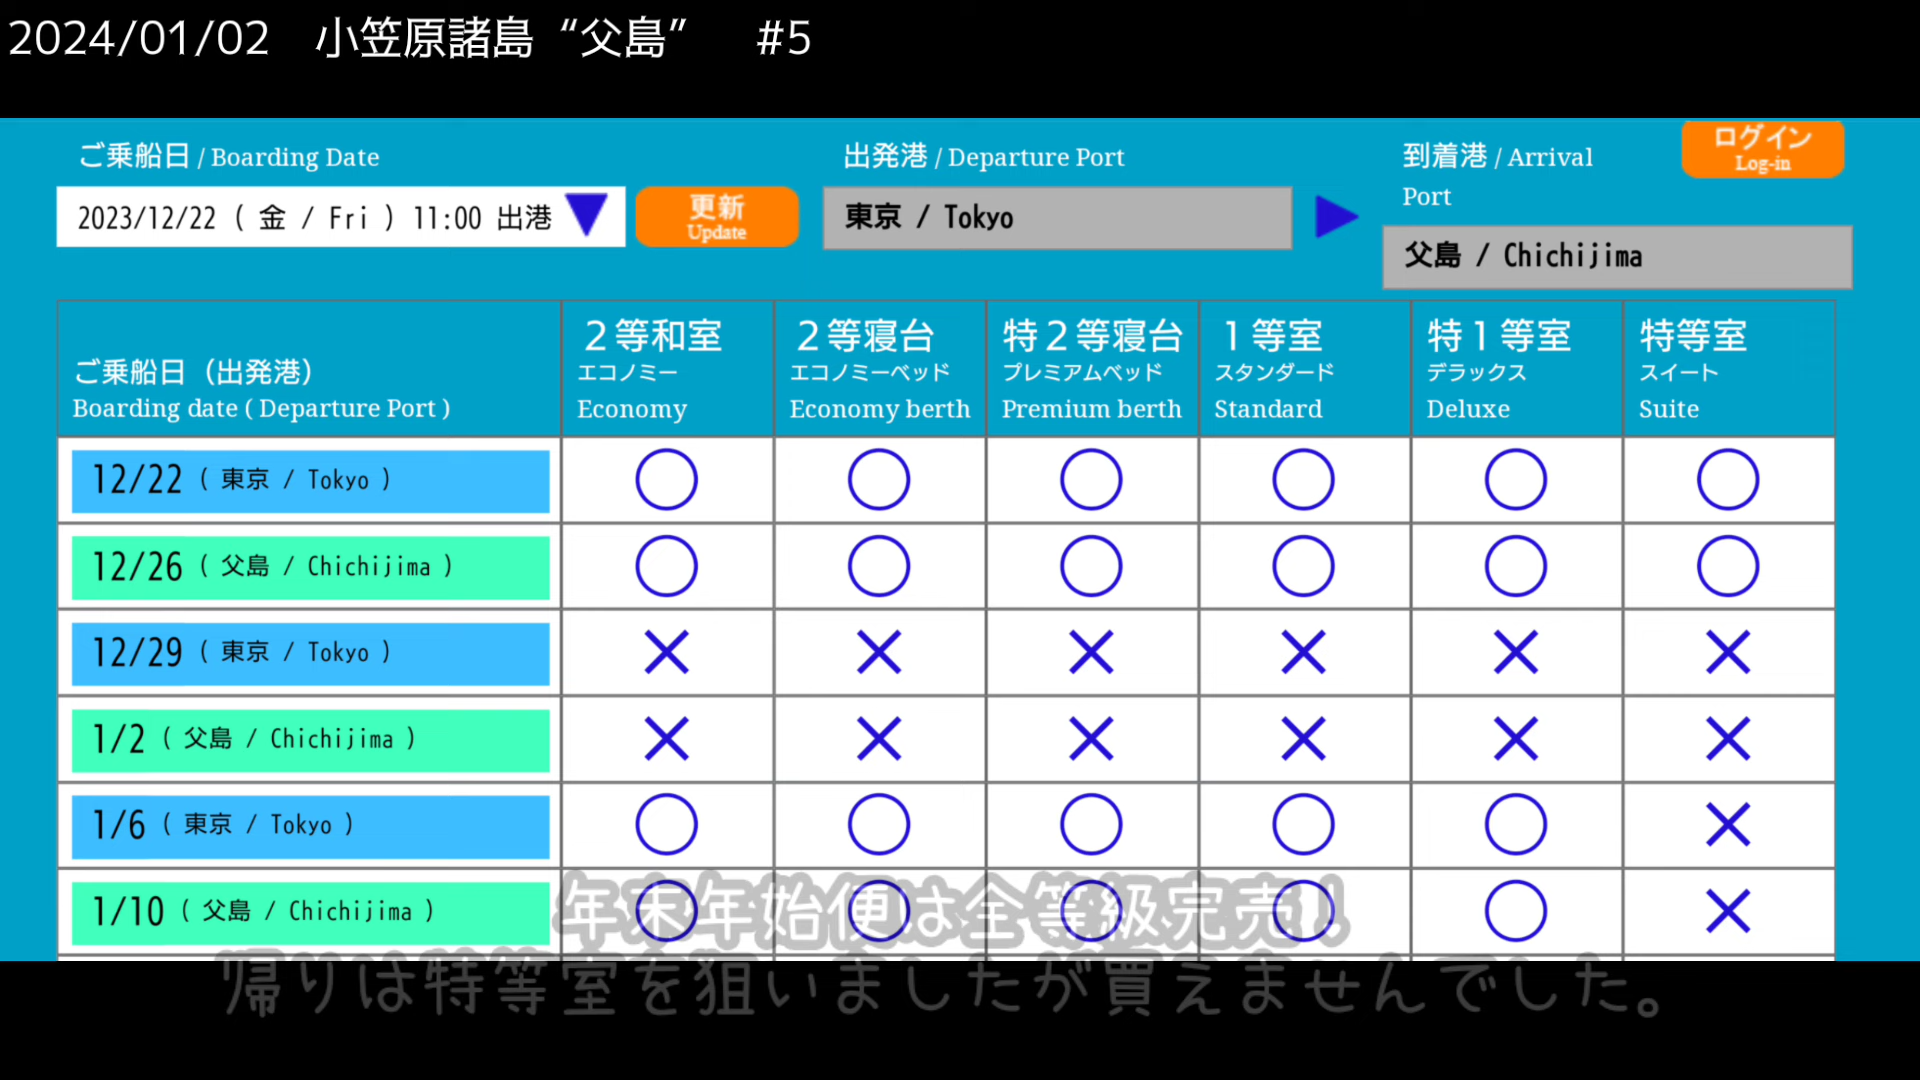 2024/01/02 小笠原諸島“父島” #5
ログイン
Log-in
ご乗船日 / Boarding Date
出発港 / Departure Port
到着港 / Arrival
Port
2023/12/22 ( 金 / Fri ) 11:00 出港
更新
Update
東京 / Tokyo
父島 / Chichijima
ご乗船日（出発港）
Boarding date ( Departure Port )
２等和室
エコノミー
Economy
２等寝台
エコノミーベッド
Economy berth
特２等寝台
プレミアムベッド
Premium berth
１等室
スタンダード
Standard
特１等室
デラックス
Deluxe
特等室
スイート
Suite
12/22 ( 東京 / Tokyo ) ○ ○ ○ ○ ○ ○
12/26 ( 父島 / Chichijima ) ○ ○ ○ ○ ○ ○
12/29 ( 東京 / Tokyo ) × × × × × ×
1/2 ( 父島 / Chichijima ) × × × × × ×
1/6 ( 東京 / Tokyo ) ○ ○ ○ ○ ○ ×
1/10 ( 父島 / Chichijima ) ○ ○ ○ ○ ○ ×
年末年始便は全等級完売！
帰りは特等室を狙いましたが買えませんでした。